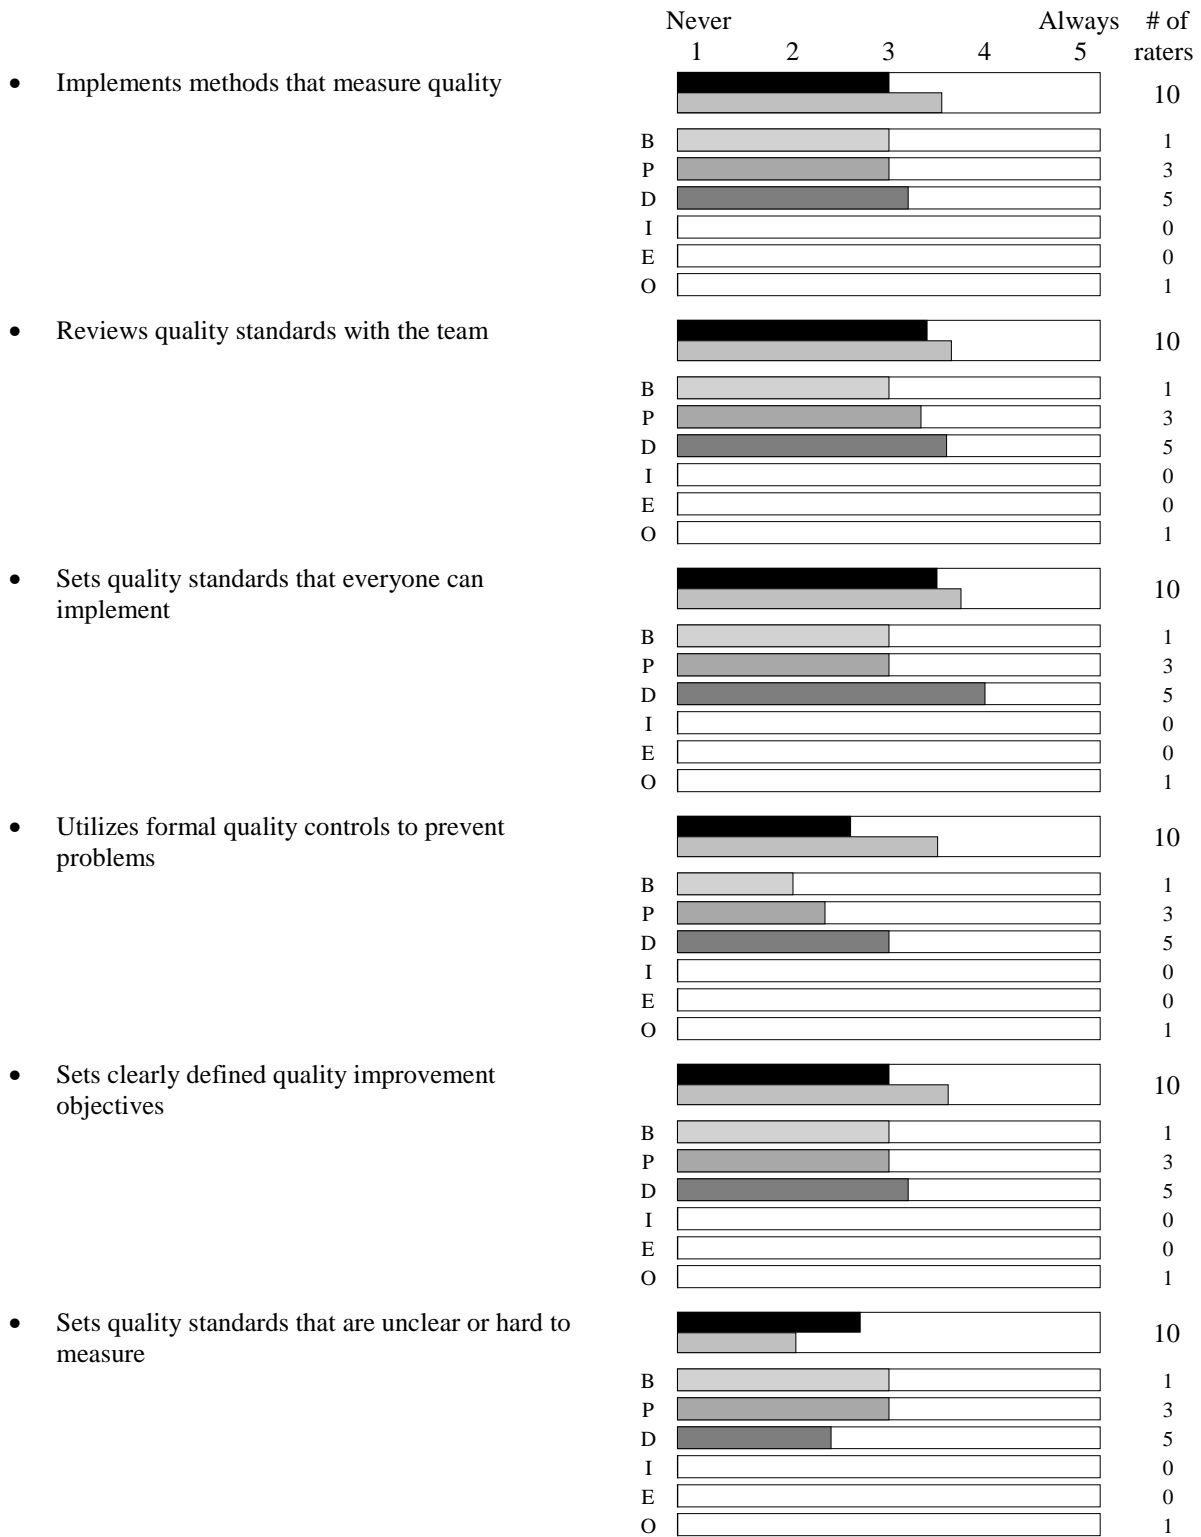 Never Always # of
1 2 3 4 5 raters
• Implements methods that measure quality 10
B 1
P 3
D 5
I 0
E 0
O 1
• Reviews quality standards with the team 10
B 1
P 3
D 5
I 0
E 0
O 1
• Sets quality standards that everyone can
implement 10
B 1
P 3
D 5
I 0
E 0
O 1
• Utilizes formal quality controls to prevent
problems 10
B 1
P 3
D 5
I 0
E 0
O 1
• Sets clearly defined quality improvement
objectives 10
B 1
P 3
D 5
I 0
E 0
O 1
• Sets quality standards that are unclear or hard to
measure 10
B 1
P 3
D 5
I 0
E 0
O 1